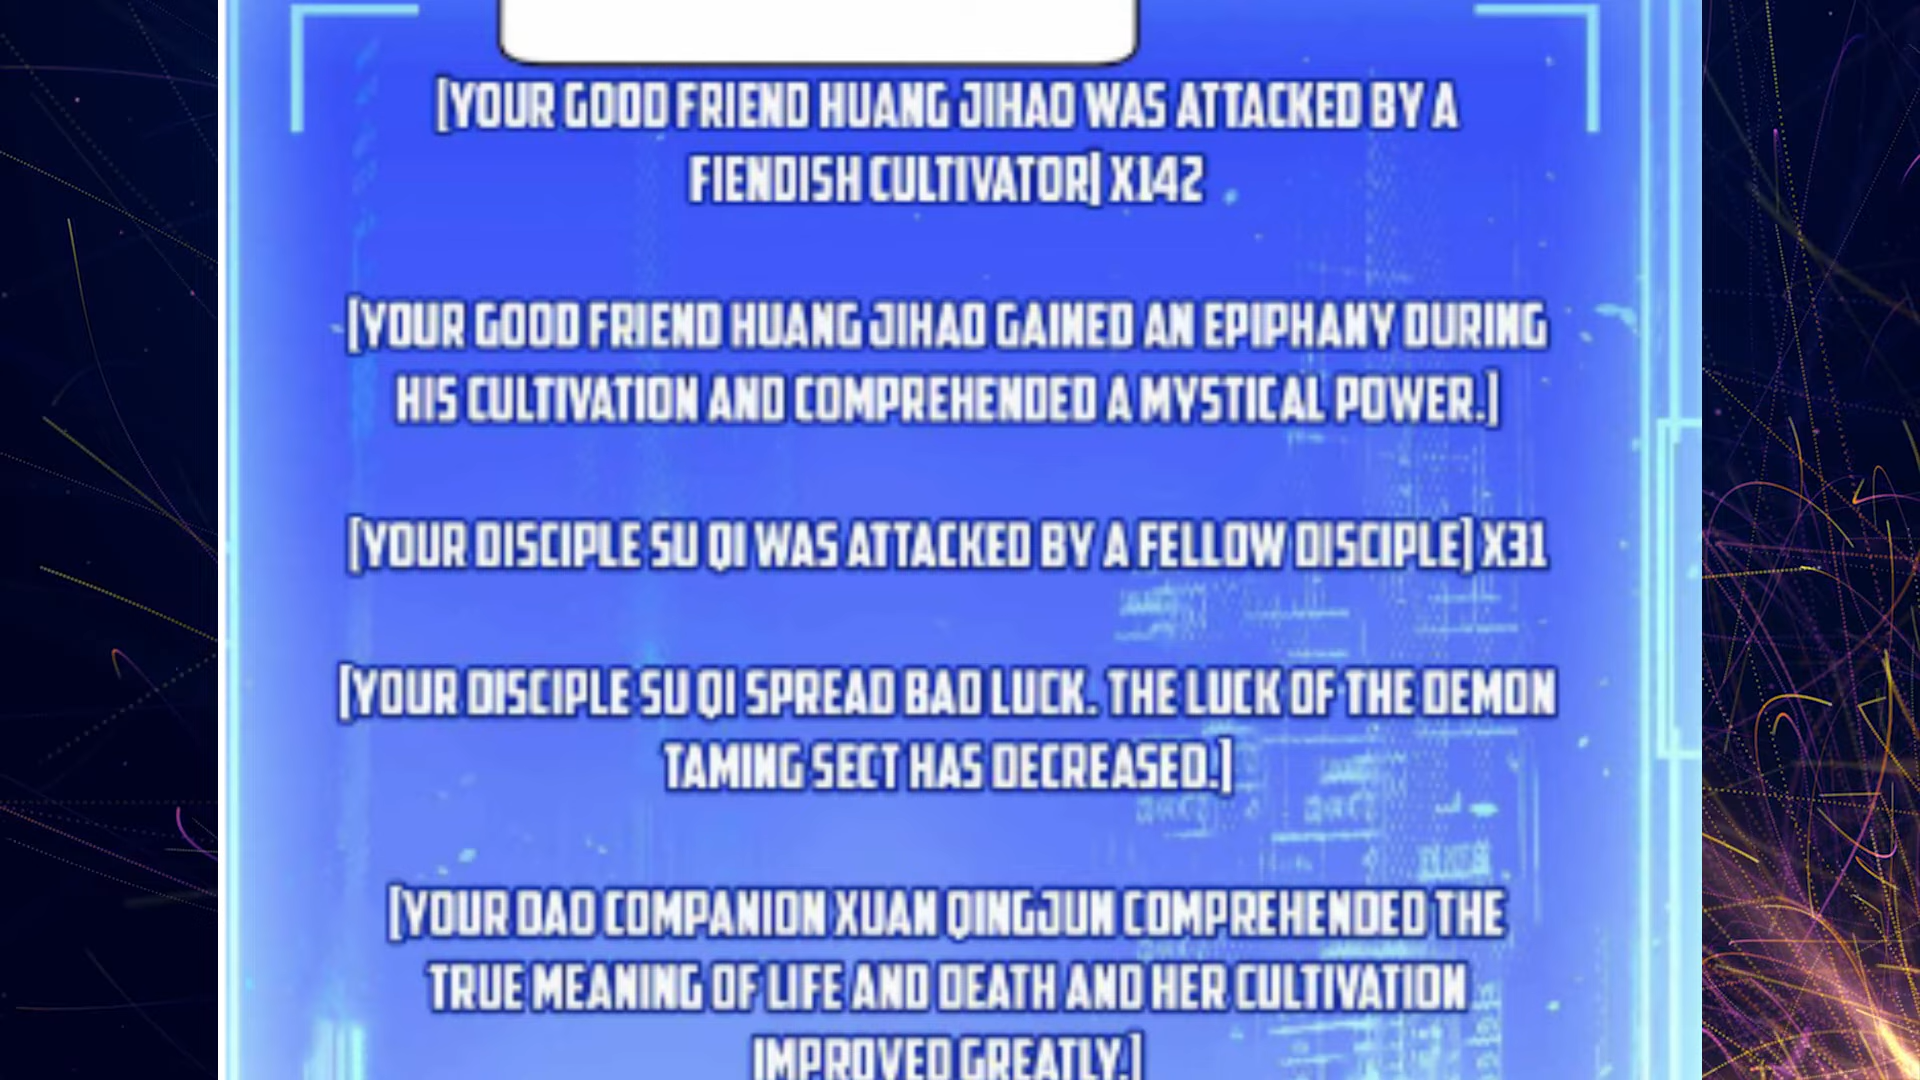 [YOUR GOOD FRIEND HUANG JIHAO WAS ATTACKED BY A
FIENDISH CULTIVATOR] X142
[YOUR GOOD FRIEND HUANG JIHAO GAINED AN EPIPHANY DURING
HIS CULTIVATION AND COMPREHENDED A MYSTICAL POWER.]
[YOUR DISCIPLE SU QI WAS ATTACKED BY A FELLOW DISCIPLE] X31
[YOUR DISCIPLE SU QI SPREAD BAD LUCK. THE LUCK OF THE DEMON
TAMING SECT HAS DECREASED.]
[YOUR DAO COMPANION XUAN QINGJUN COMPREHENDED THE
TRUE MEANING OF LIFE AND DEATH AND HER CULTIVATION
IMPROVED GREATLY.]